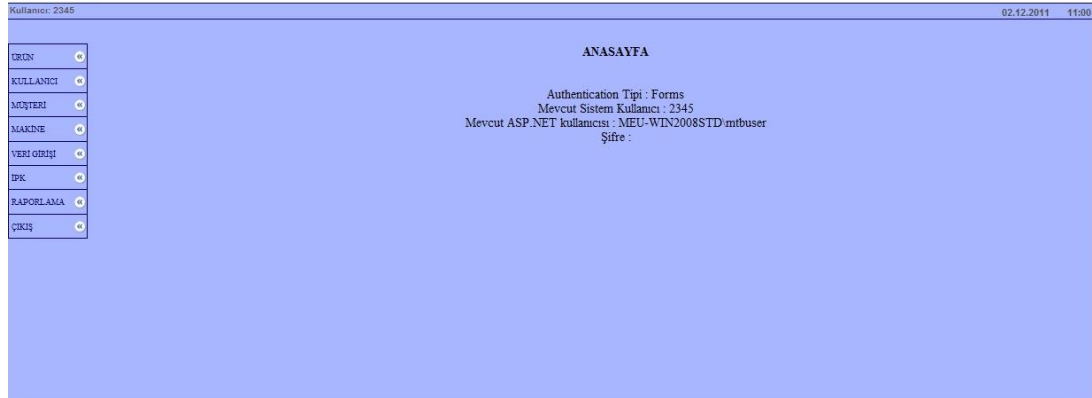 Kullanıcı: 2345
02.12.2011 11:00
ANASAYFA
ÜRÜN
KULLANICI
MÜŞTERİ
MAKİNE
VERİ GİRİŞİ
İPK
RAPORLAMA
ÇIKIŞ
Authentication Tipi : Forms
Mevcut Sistem Kullanıcı : 2345
Mevcut ASP.NET kullanıcısı : MEU-WIN2008STD\mtbuser
Şifre :